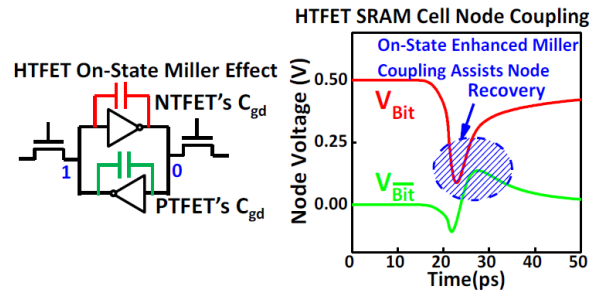 HTFET On-State Miller Effect
NTFET's Cgd
1
0
PTFET's Cgd
HTFET SRAM Cell Node Coupling
On-State Enhanced Miller
Coupling Assists Node
Recovery
VBit
VBit
Node Voltage (V)
0.50
0.25
0.00
0
10
20
30
40
50
Time(ps)